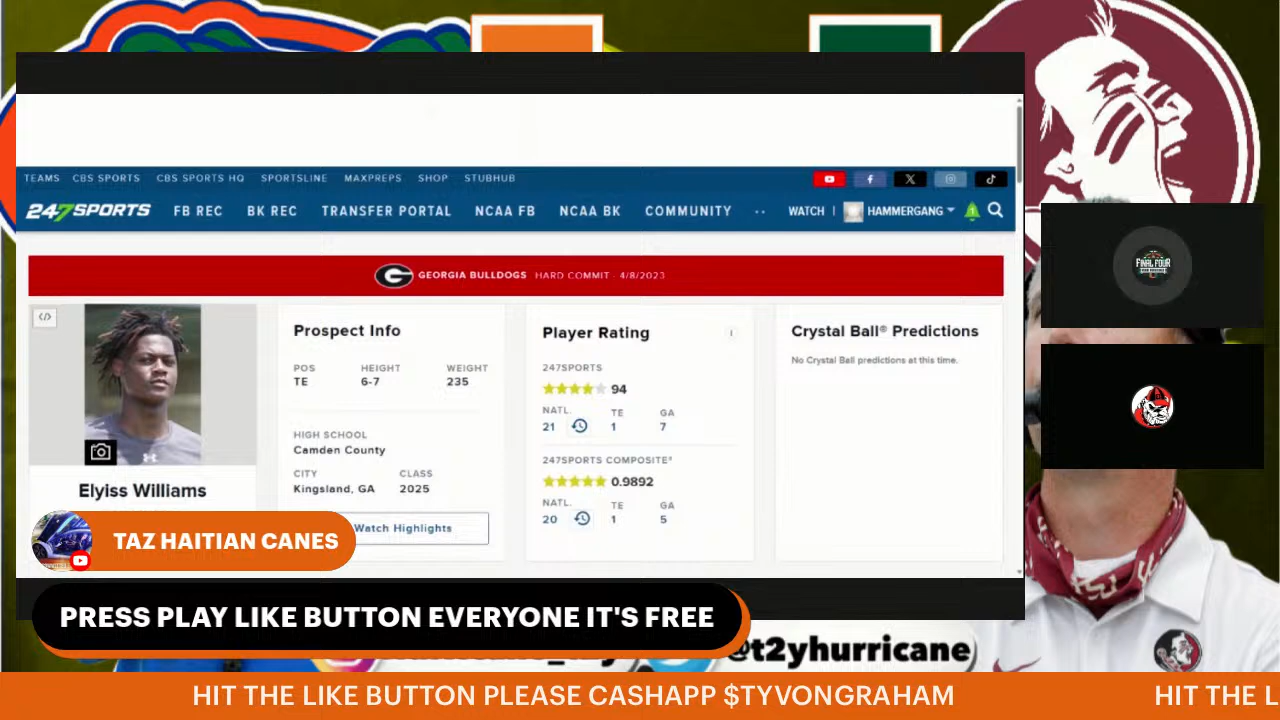 TEAMS CBS SPORTS CBS SPORTS HQ SPORTSLINE MAXPREPS SHOP STUBHUB
247SPORTS FB REC BK REC TRANSFER PORTAL NCAA FB NCAA BK COMMUNITY WATCH | HAMMERGANG
GEORGIA BULLDOGS HARD COMMIT - 4/8/2023
Prospect Info
POS HEIGHT WEIGHT
TE 6-7 235
HIGH SCHOOL
Camden County
CITY CLASS
Kingsland, GA 2025
Watch Highlights
Elyiss Williams
Player Rating
247SPORTS
94
NATL. TE GA
21 1 7
247SPORTS COMPOSITE®
0.9892
NATL. TE GA
20 1 5
Crystal Ball® Predictions
No Crystal Ball predictions at this time.
FINAL FOUR
TAZ HAITIAN CANES
PRESS PLAY LIKE BUTTON EVERYONE IT'S FREE
@t2yhurricane
HIT THE LIKE BUTTON PLEASE CASHAPP $TYVONGRAHAM HIT THE L